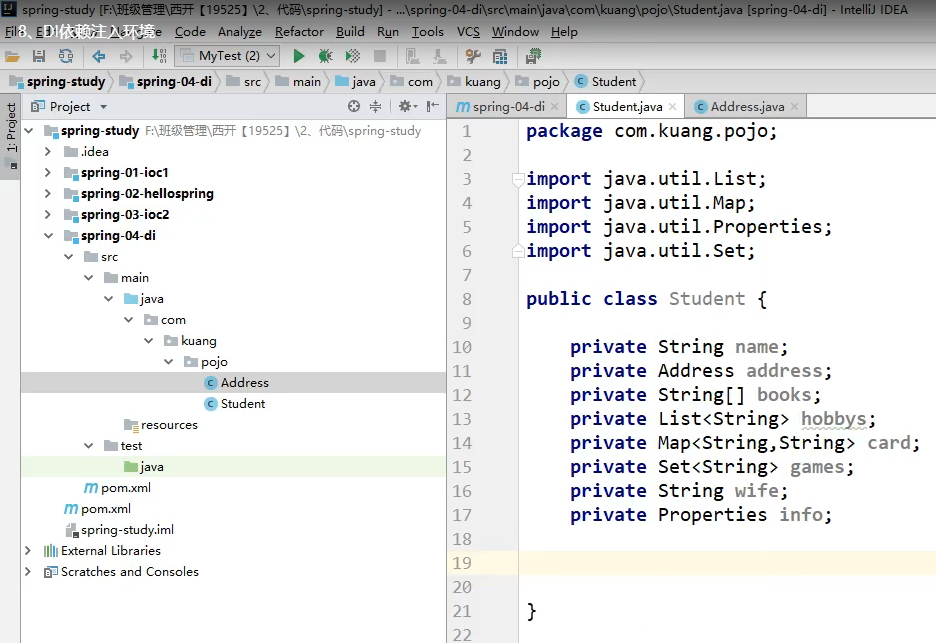 spring-study [F:\班级管理\西开【19525】\2、代码\spring-study] - ...\spring-04-di\src\main\java\com\kuang\pojo\Student.java [spring-04-di] - IntelliJ IDEA
8、DI依赖注入环境
Code Analyze Refactor Build Run Tools VCS Window Help
MyTest (2)
spring-study spring-04-di src main java com kuang pojo Student
1: Project
Project
spring-04-di Student.java Address.java
spring-study F:\班级管理\西开【19525】\2、代码\spring-study
.idea
spring-01-ioc1
spring-02-hellospring
spring-03-ioc2
spring-04-di
src
main
java
com
kuang
pojo
Address
Student
resources
test
java
pom.xml
pom.xml
spring-study.iml
External Libraries
Scratches and Consoles
1 package com.kuang.pojo;
2
3 import java.util.List;
4 import java.util.Map;
5 import java.util.Properties;
6 import java.util.Set;
7
8 public class Student {
9
10 private String name;
11 private Address address;
12 private String[] books;
13 private List<String> hobbys;
14 private Map<String,String> card;
15 private Set<String> games;
16 private String wife;
17 private Properties info;
18
19
20
21 }
22